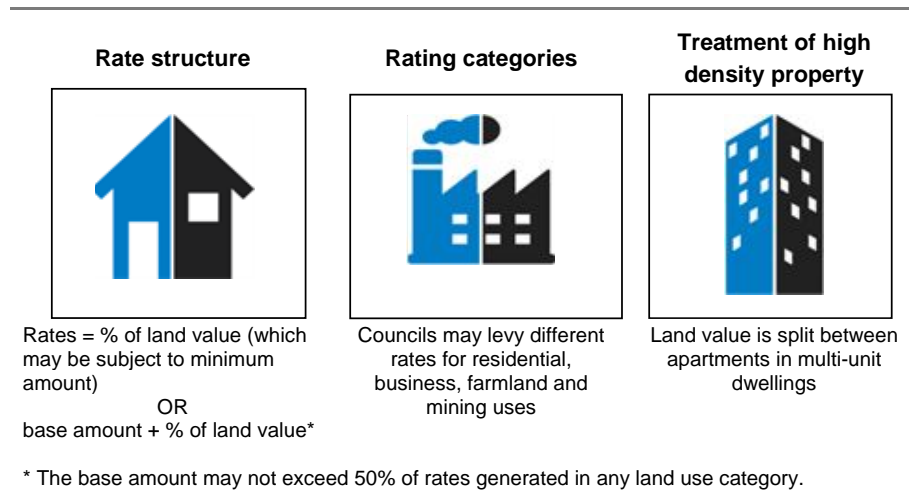 Rate structure
Rating categories
Treatment of high
density property
Rates = % of land value (which
may be subject to minimum
amount)
OR
base amount + % of land value*
Councils may levy different
rates for residential,
business, farmland and
mining uses
Land value is split between
apartments in multi-unit
dwellings
* The base amount may not exceed 50% of rates generated in any land use category.